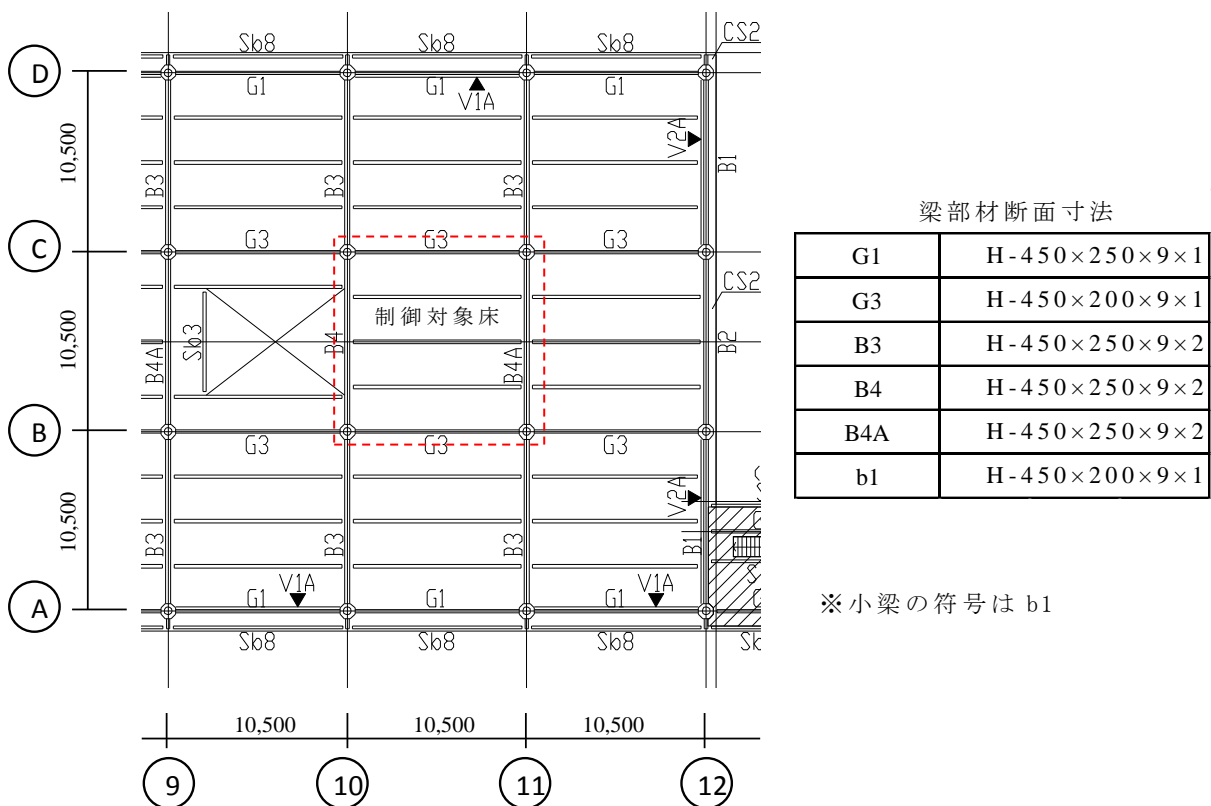 Sb8 Sb8 Sb8 CS2
D
G1 G1 G1
V1A
V2A
10,500
B3 B3 B3 B1
C
G3 G3 G3
CS2
制御対象床
10,500
Sb3
B4A B4 B4A B2
B
G3 G3 G3
V2A
10,500
B3 B3 B3 B1
V1A V1A
A
G1 G1 G1
Sb8 Sb8 Sb8
10,500 10,500 10,500
9 10 11 12
梁部材断面寸法
G1 H-450×250×9×1
G3 H-450×200×9×1
B3 H-450×250×9×2
B4 H-450×250×9×2
B4A H-450×250×9×2
b1 H-450×200×9×1
※小梁の符号は b1